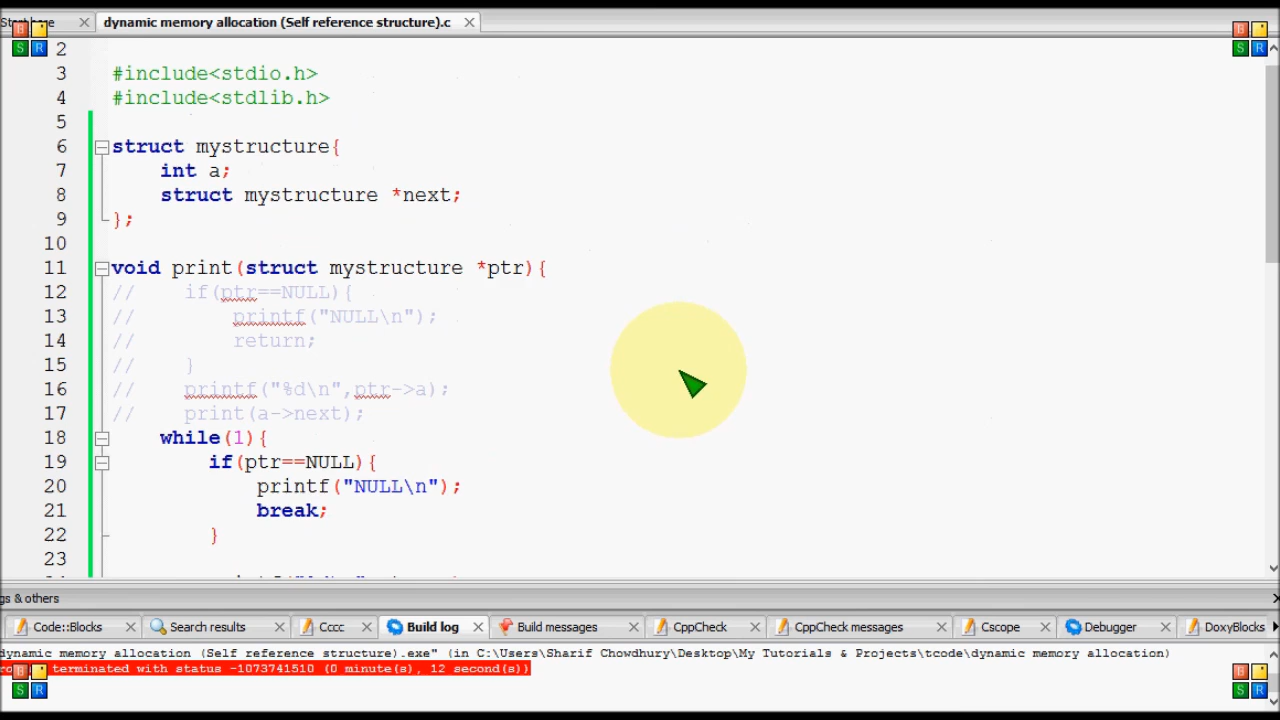 Start here dynamic memory allocation (Self reference structure).c
2
3 #include<stdio.h>
4 #include<stdlib.h>
5
6 struct mystructure{
7 int a;
8 struct mystructure *next;
9 };
10
11 void print(struct mystructure *ptr){
12 // if(ptr==NULL){
13 // printf("NULL\n");
14 // return;
15 // }
16 // printf("%d\n",ptr->a);
17 // print(a->next);
18 while(1){
19 if(ptr==NULL){
20 printf("NULL\n");
21 break;
22 }
23
gs & others
Code::Blocks Search results Cccc Build log Build messages CppCheck CppCheck messages Cscope Debugger DoxyBlocks
dynamic memory allocation (Self reference structure).exe" (in C:\Users\Sharif Chowdhury\Desktop\My Tutorials & Projects\tcode\dynamic memory allocation)
terminated with status -1073741510 (0 minute(s), 12 second(s))
B S R
B S R
B S R
B S R